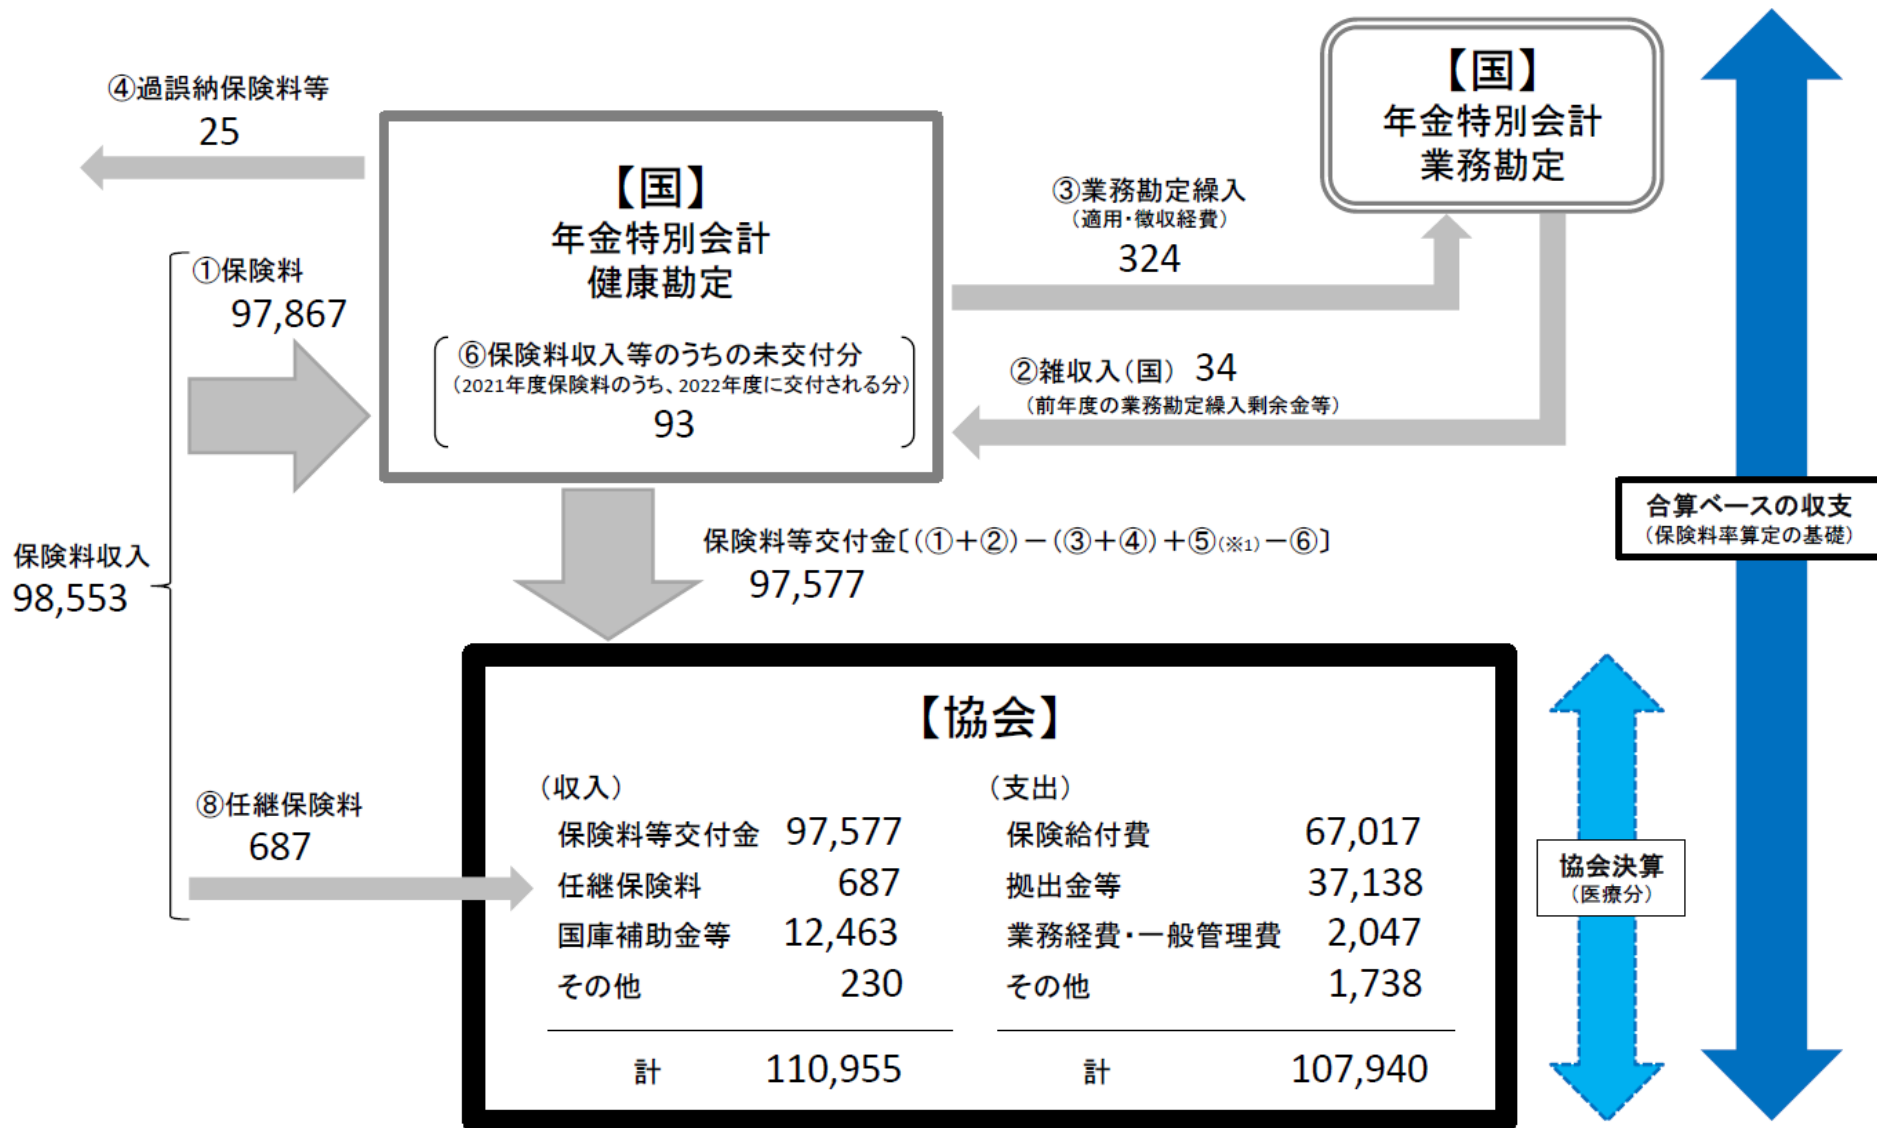 ④過誤納保険料等
25
【国】
年金特別会計
業務勘定
【国】
年金特別会計
健康勘定
③業務勘定繰入
（適用・徴収経費）
324
①保険料
97,867
⑥保険料収入等のうちの未交付分
（2021年度保険料のうち、2022年度に交付される分）
93
②雑収入（国） 34
（前年度の業務勘定繰入剰余金等）
合算ベースの収支
（保険料率算定の基礎）
保険料収入
98,553
保険料等交付金〔（①＋②）－（③＋④）＋⑤（※1）－⑥〕
97,577
【協会】
⑧任継保険料
687
（収入）
保険料等交付金 97,577
任継保険料 687
国庫補助金等 12,463
その他 230
計 110,955
（支出）
保険給付費 67,017
拠出金等 37,138
業務経費・一般管理費 2,047
その他 1,738
計 107,940
協会決算
（医療分）